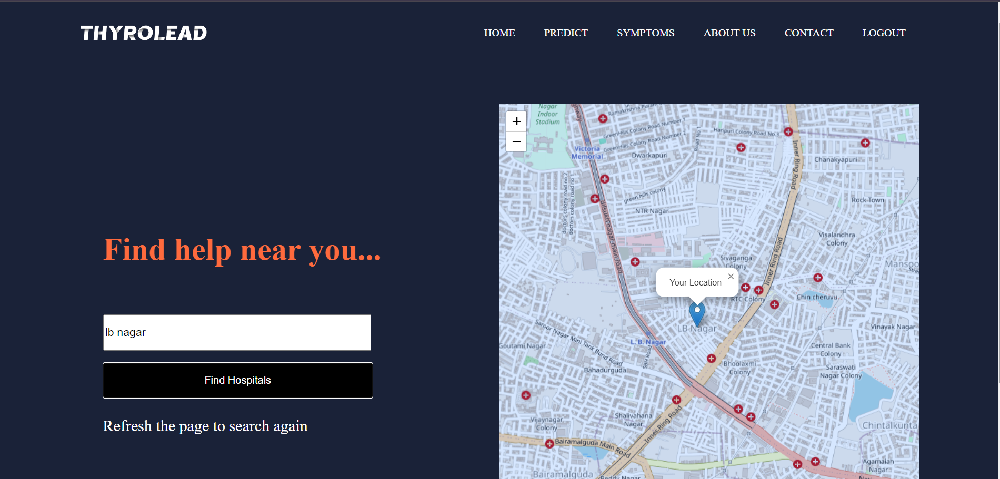 THYROLEAD
HOME PREDICT SYMPTOMS ABOUT US CONTACT LOGOUT
Find help near you...
lb nagar
Find Hospitals
Refresh the page to search again
+
−
Nagar
Indoor
Stadium
Ramakrishna
GreenHills Colony Road Number 1
GreenHills Colony Road Number 2
Road No 1
Haripuri Colony Road No.3
Victoria
Memorial
Dwarkapuri
Inner Ring Road
Chanakyapuri
doctors colony road no 2
doctors colony road no 1
green hills colony
Rock Town
NTR Nagar
dilsukh nagar main road
Visalandhra
Colony
Inner Ring Road
Sivaganga
Colony
Mansoo
Your Location
×
RTC Colony
Chin cheruvu
LB Nagar
Saroor Nagar Mini Tank Bund Road
Vinayak Nagar
L. B. Nagar
Goutami Nagar
SBH Road
Central Bank
Colony
Bahadurguda
Bhoolaxmi
Colony
Saraswati
Nagar Colony
Vijaynagar
Colony
Shalivahana
Nagar
Inner Ring Road
Chintalkunta
Bairamalguda Main Road
Agamaiah
Nagar
Bairamalguda
Reddy Nagar